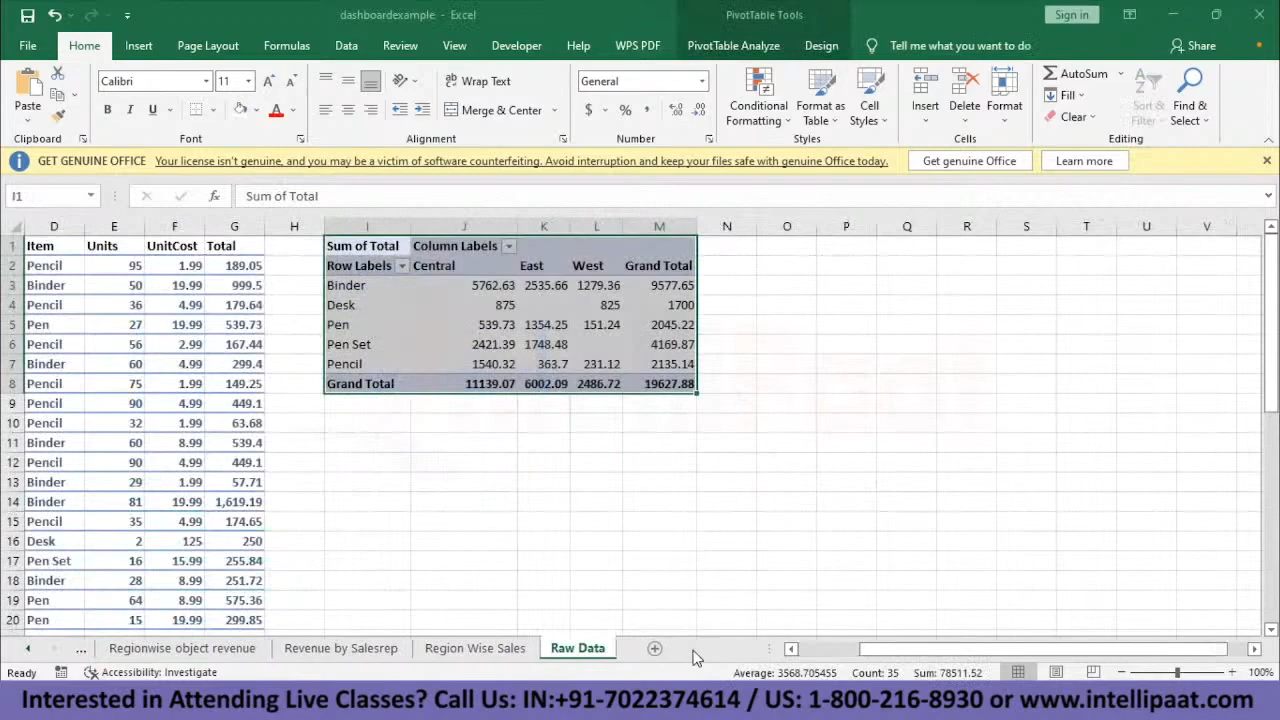 dashboardexample - Excel
PivotTable Tools
Sign in
File Home Insert Page Layout Formulas Data Review View Developer Help WPS PDF PivotTable Analyze Design Tell me what you want to do Share
Paste
Calibri 11
B I U
Wrap Text
Merge & Center
General
$ % ,
Conditional Formatting
Format as Table
Cell Styles
Insert Delete Format
AutoSum
Fill
Clear
Sort & Filter
Find & Select
Clipboard Font Alignment Number Styles Cells Editing
GET GENUINE OFFICE Your license isn't genuine, and you may be a victim of software counterfeiting. Avoid interruption and keep your files safe with genuine Office today. Get genuine Office Learn more
I1 fx Sum of Total
D E F G H I J K L M N O P Q R S T U V
1 Item Units UnitCost Total Sum of Total Column Labels
2 Pencil 95 1.99 189.05 Row Labels Central East West Grand Total
3 Binder 50 19.99 999.5 Binder 5762.63 2535.66 1279.36 9577.65
4 Pencil 36 4.99 179.64 Desk 875 825 1700
5 Pen 27 19.99 539.73 Pen 539.73 1354.25 151.24 2045.22
6 Pencil 56 2.99 167.44 Pen Set 2421.39 1748.48 4169.87
7 Binder 60 4.99 299.4 Pencil 1540.32 363.7 231.12 2135.14
8 Pencil 75 1.99 149.25 Grand Total 11139.07 6002.09 2486.72 19627.88
9 Pencil 90 4.99 449.1
10 Pencil 32 1.99 63.68
11 Binder 60 8.99 539.4
12 Pencil 90 4.99 449.1
13 Binder 29 1.99 57.71
14 Binder 81 19.99 1,619.19
15 Pencil 35 4.99 174.65
16 Desk 2 125 250
17 Pen Set 16 15.99 255.84
18 Binder 28 8.99 251.72
19 Pen 64 8.99 575.36
20 Pen 15 19.99 299.85
... Regionwise object revenue Revenue by Salesrep Region Wise Sales Raw Data
Ready Accessibility: Investigate Average: 3568.705455 Count: 35 Sum: 78511.52 100%
Interested in Attending Live Classes? Call Us: IN:+91-7022374614 / US: 1-800-216-8930 or www.intellipaat.com